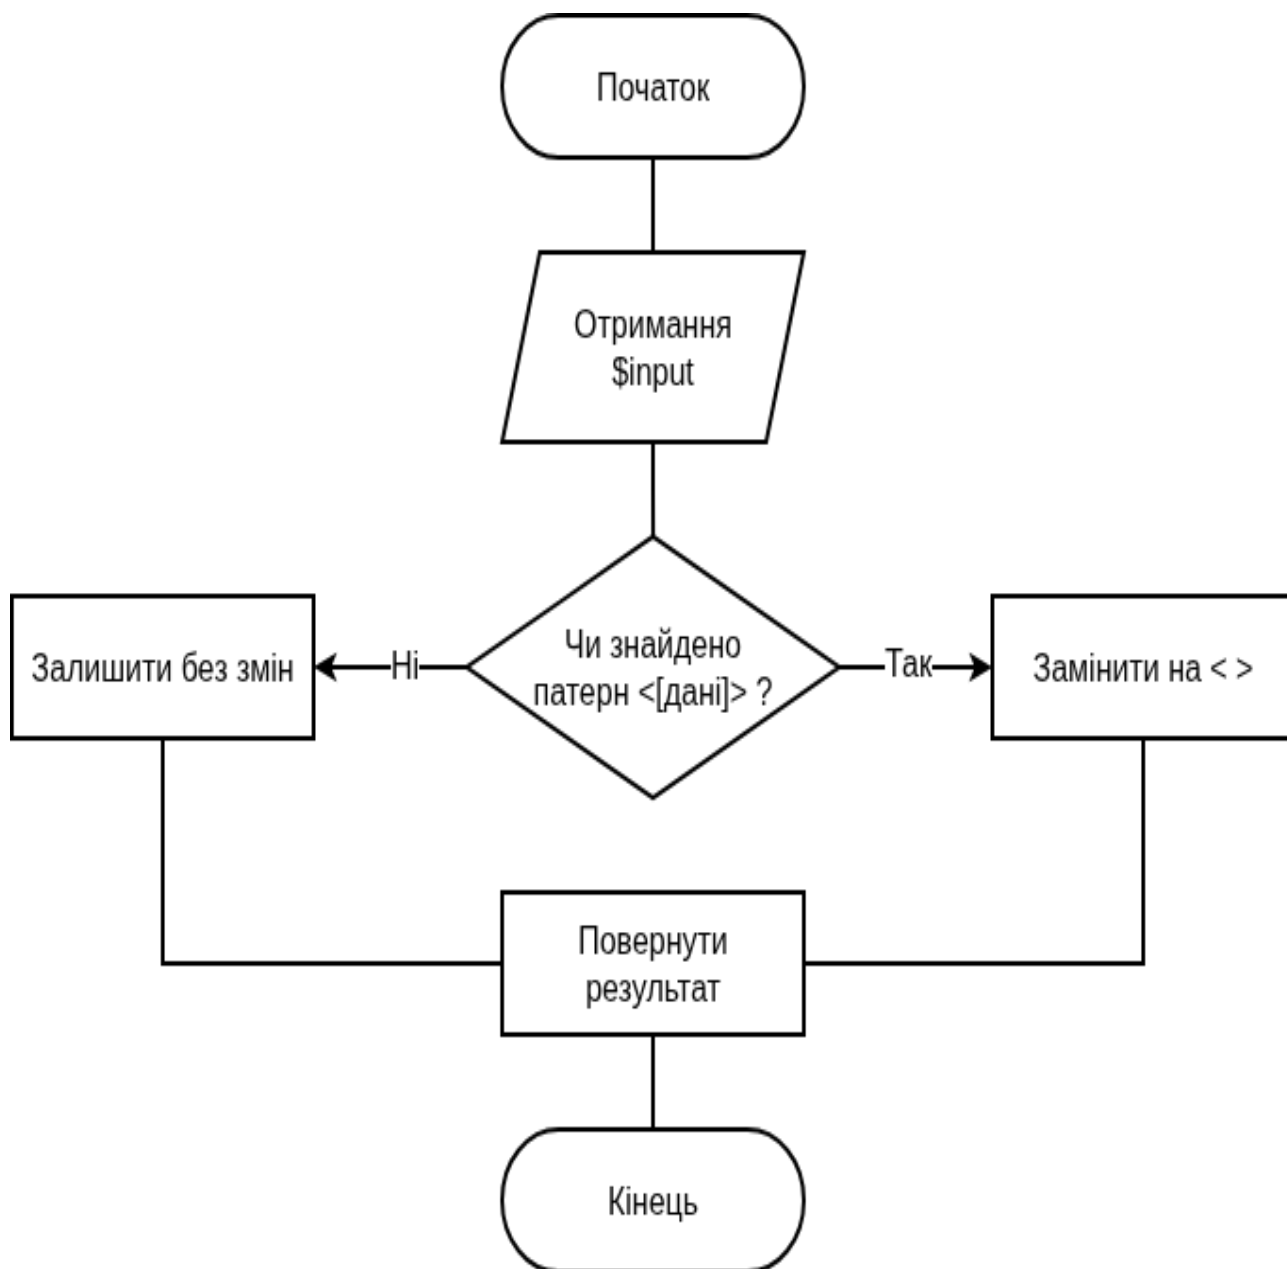 Початок
Отримання
$input
Чи знайдено
патерн <[дані]> ?
Ні
Так
Залишити без змін
Замінити на < >
Повернути
результат
Кінець